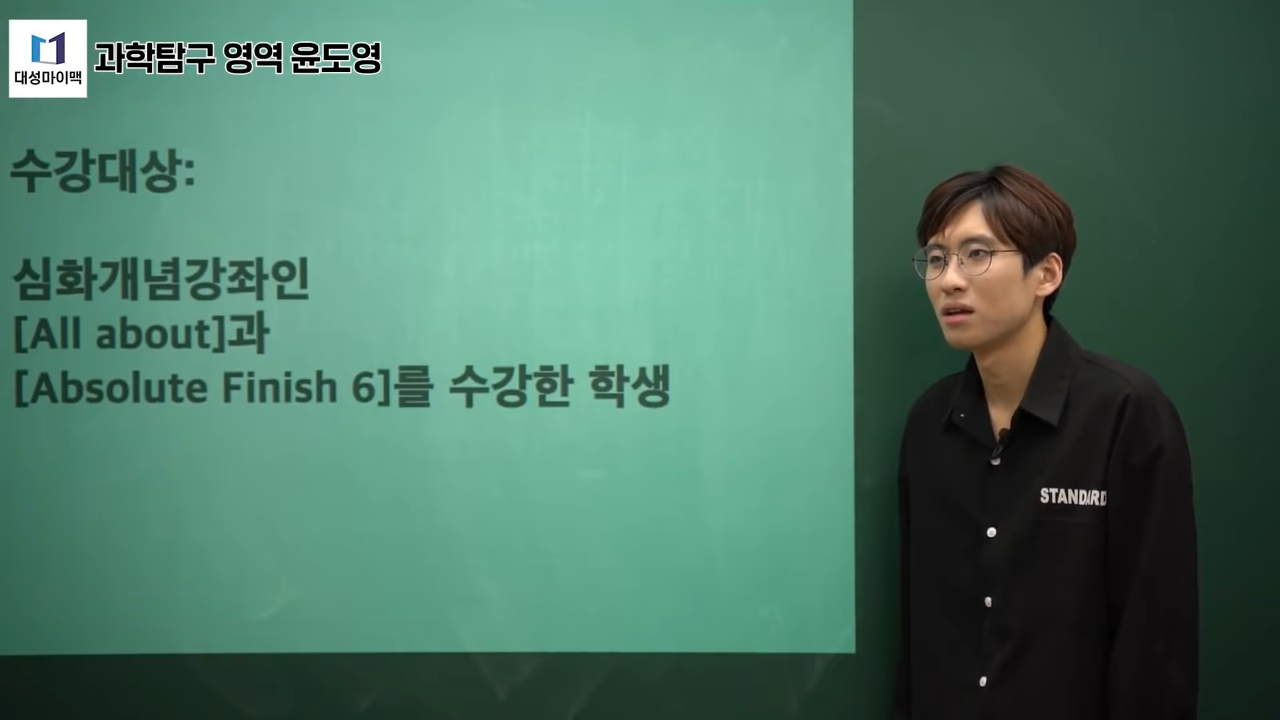 대성마이맥
과학탐구 영역 윤도영
수강대상:
심화개념강좌인
[All about]과
[Absolute Finish 6]를 수강한 학생
STANDARD